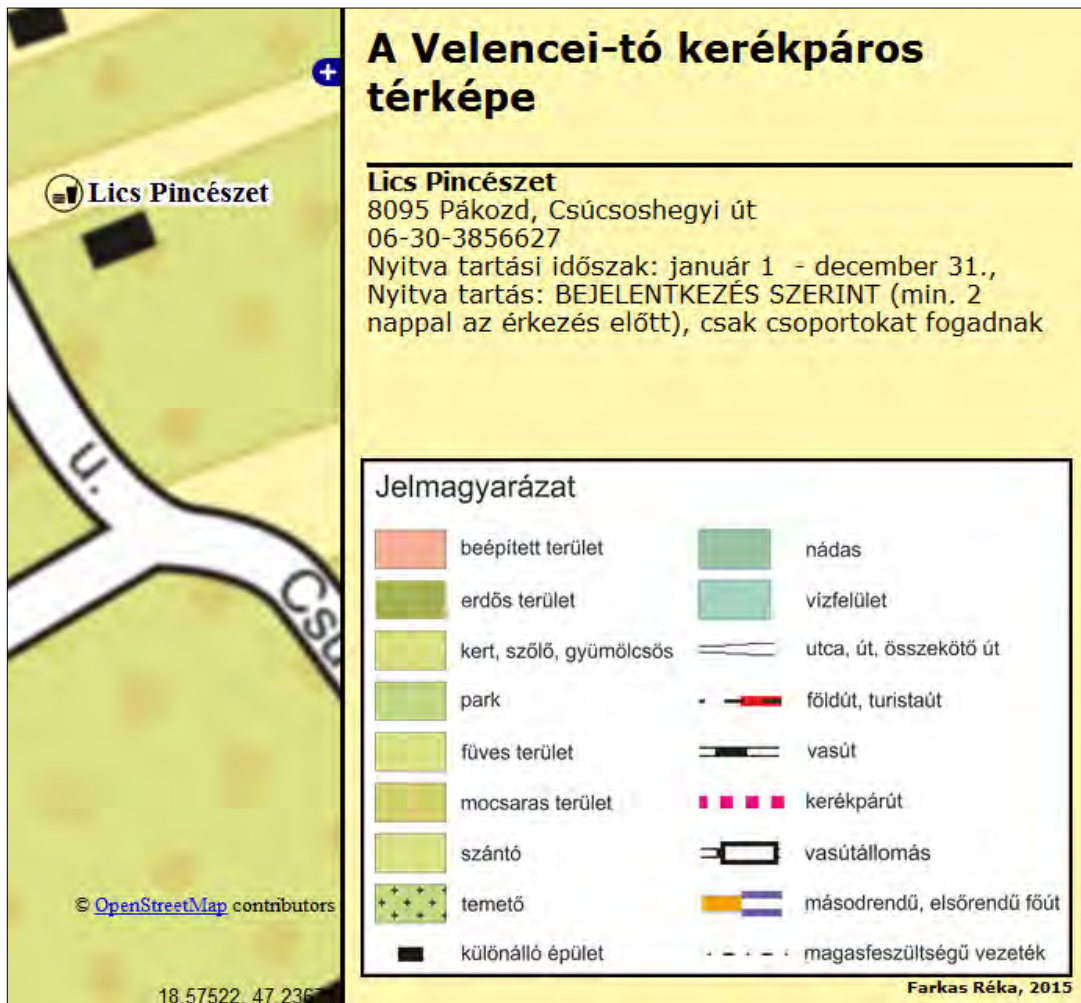 A Velencei-tó kerékpáros
térképe
Lics Pincészet
8095 Pákozd, Csúcsoshegyi út
06-30-3856627
Nyitva tartási időszak: január 1 - december 31.,
Nyitva tartás: BEJELENTKEZÉS SZERINT (min. 2
nappal az érkezés előtt), csak csoportokat fogadnak
Lics Pincészet
u.
Csú
© OpenStreetMap contributors
Jelmagyarázat
beépített terület
erdős terület
kert, szőlő, gyümölcsös
park
füves terület
mocsaras terület
szántó
temető
különálló épület
nádas
vízfelület
utca, út, összekötő út
földút, turistaút
vasút
kerékpárút
vasútállomás
másodrendű, elsőrendű főút
magasfeszültségű vezeték
Farkas Réka, 2015
18.57522,